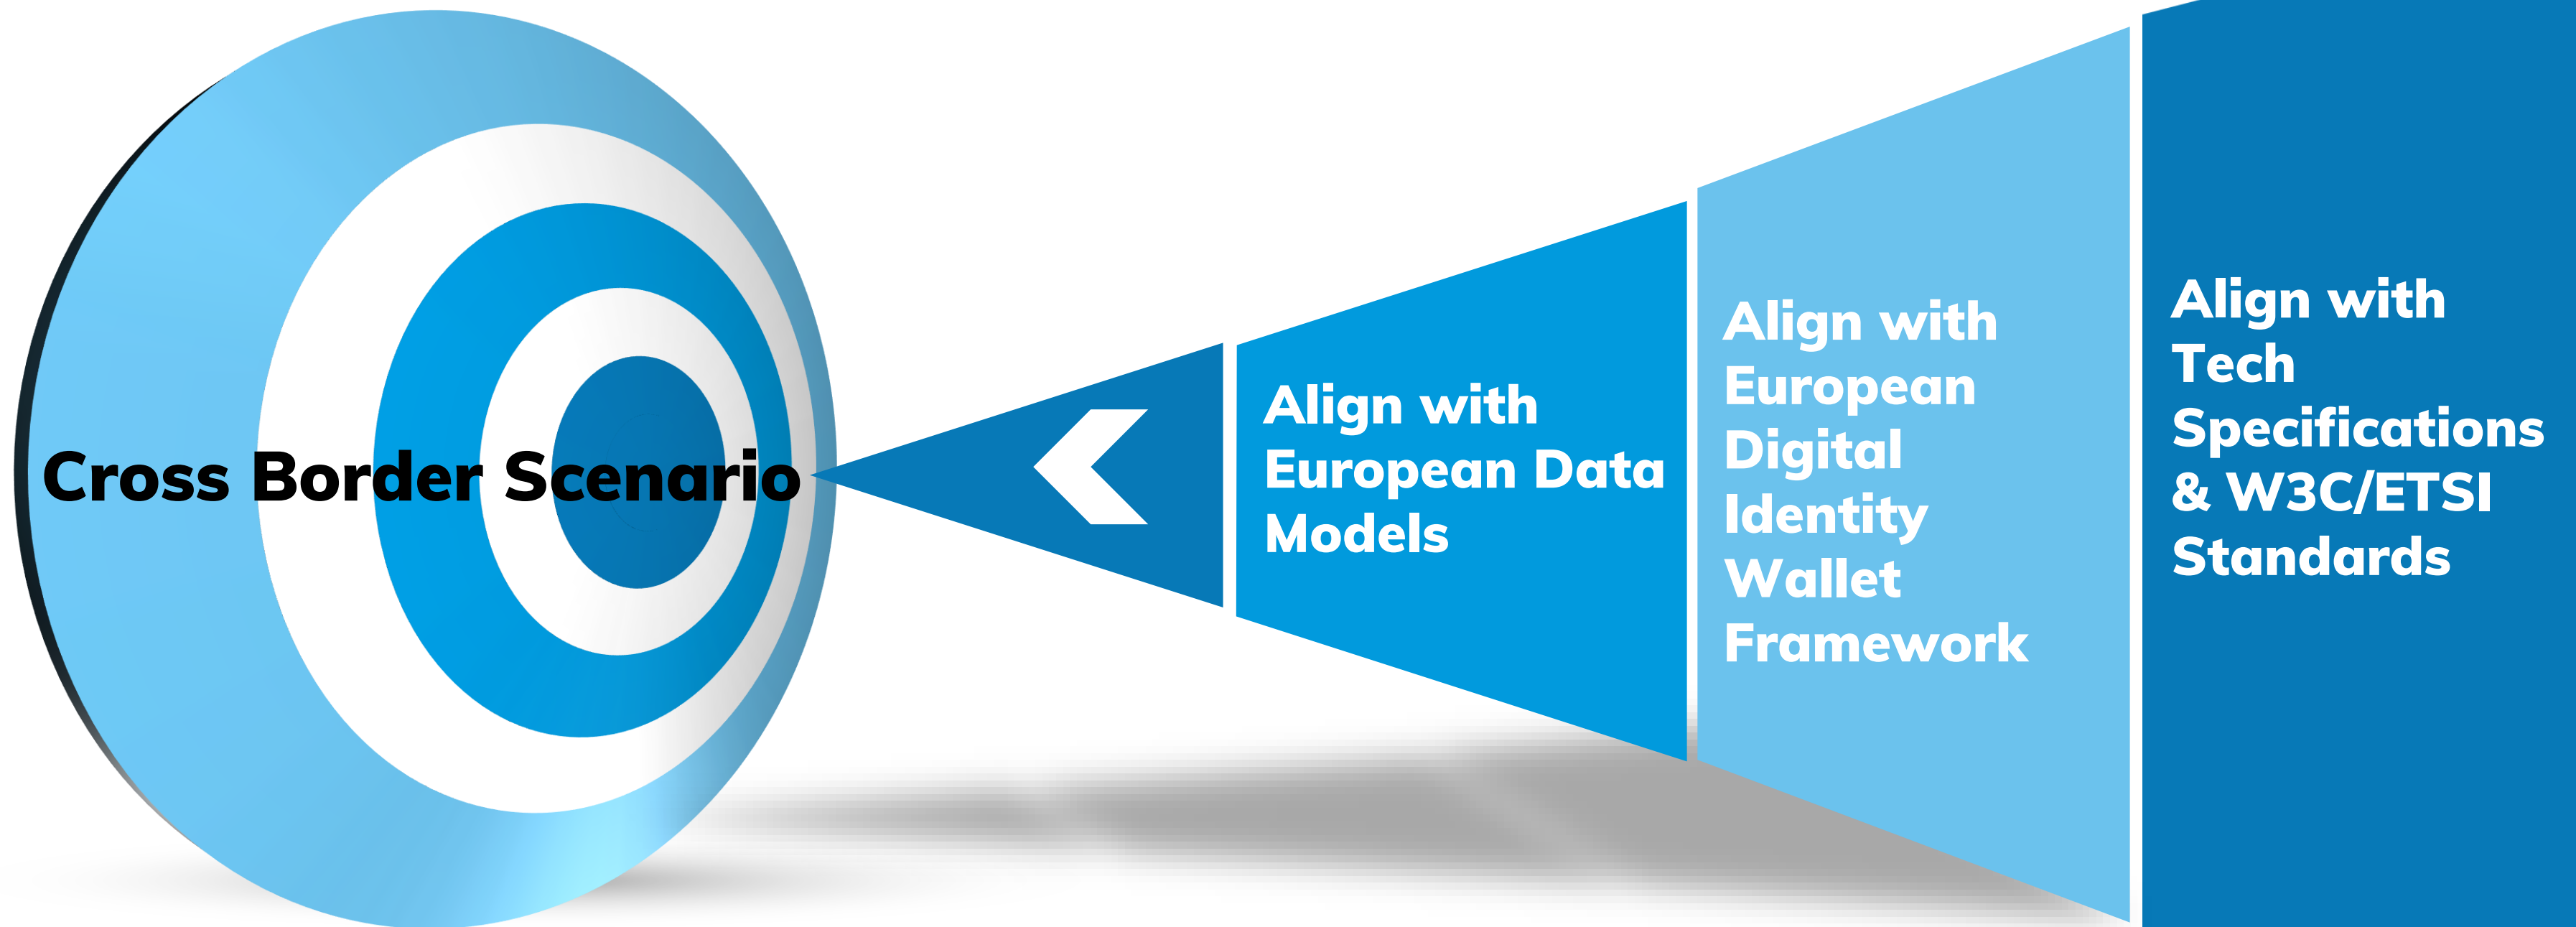 Cross Border Scenario
Align with
European Data
Models
Align with
European
Digital
Identity
Wallet
Framework
Align with
Tech
Specifications
& W3C/ETSI
Standards